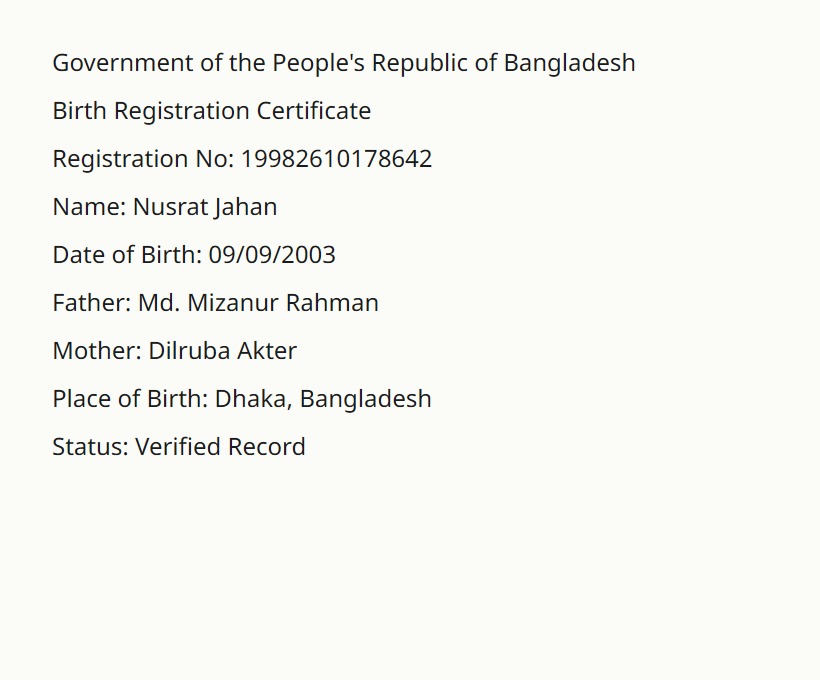 Government of the People's Republic of Bangladesh
Birth Registration Certificate
Registration No: 19982610178642
Name: Nusrat Jahan
Date of Birth: 09/09/2003
Father: Md. Mizanur Rahman
Mother: Dilruba Akter
Place of Birth: Dhaka, Bangladesh
Status: Verified Record